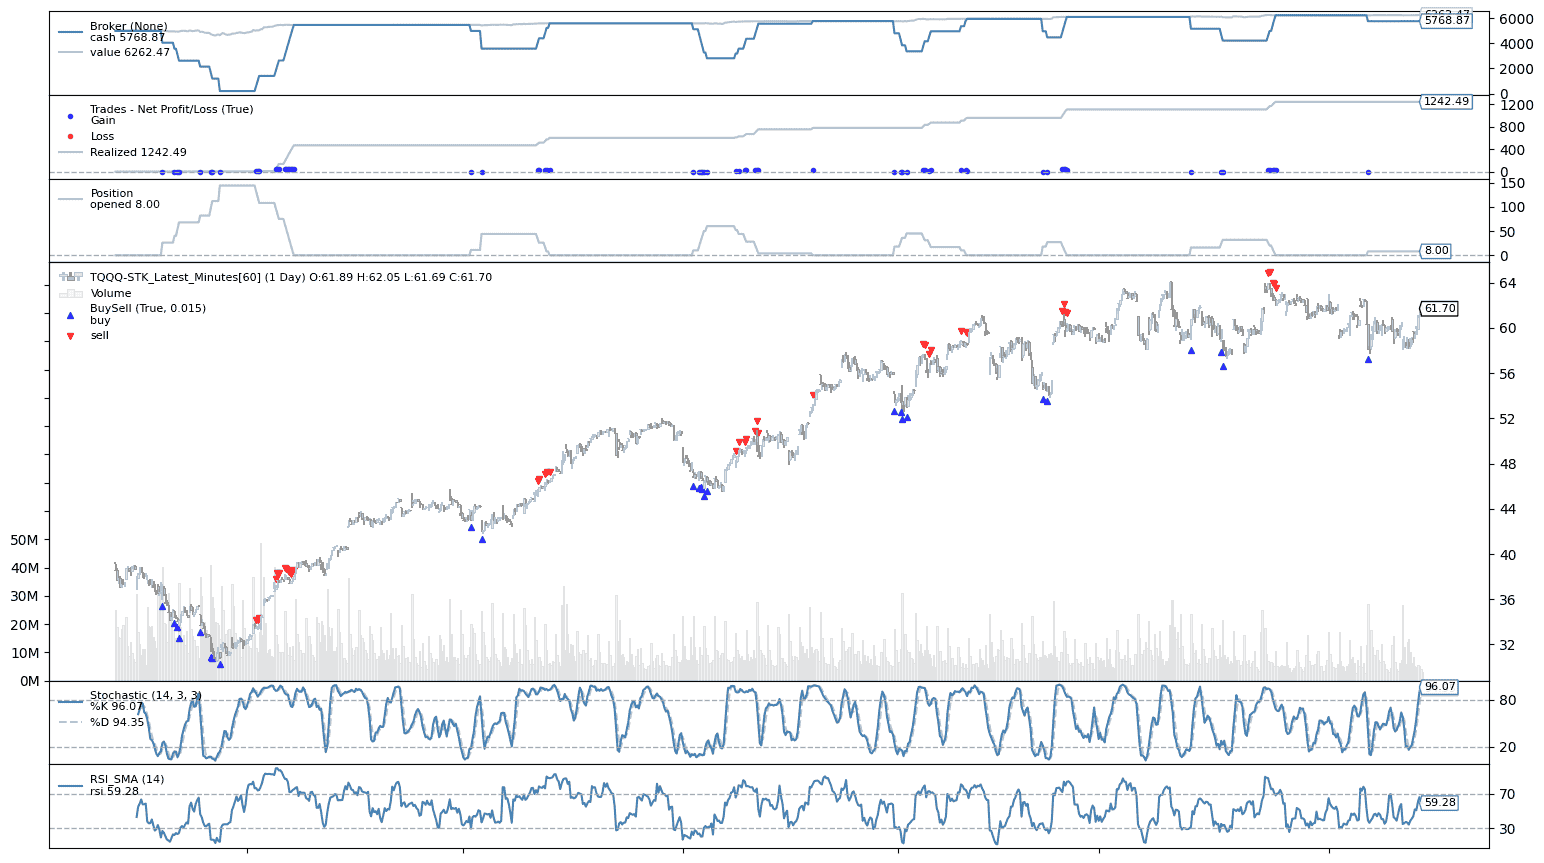 Broker (None)
cash 5768.87
value 6262.47
6262.47
5768.87
6000
4000
2000
0
Trades - Net Profit/Loss (True)
Gain
Loss
Realized 1242.49
1242.49
1200
800
400
0
Position
opened 8.00
150
100
50
0
8.00
TQQQ-STK_Latest_Minutes[60] (1 Day) O:61.89 H:62.05 L:61.69 C:61.70
Volume
BuySell (True, 0.015)
buy
sell
64
61.70
60
56
52
48
44
40
36
32
50M
40M
30M
20M
10M
0M
Stochastic (14, 3, 3)
%K 96.07
%D 94.35
96.07
80
20
RSI_SMA (14)
rsi 59.28
70
59.28
30